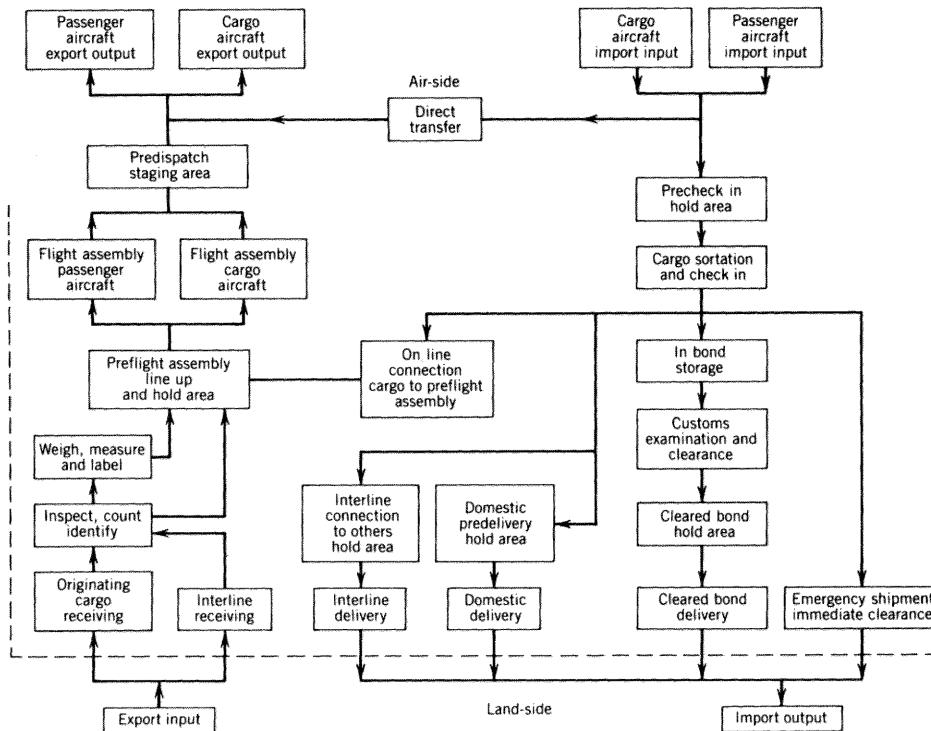 Passenger
aircraft
export output
Cargo
aircraft
export output
Cargo
aircraft
import input
Passenger
aircraft
import input
Air-side
Direct
transfer
Predispatch
staging area
Precheck in
hold area
Flight assembly
passenger
aircraft
Flight assembly
cargo
aircraft
Cargo sortation
and check in
Preflight assembly
line up
and hold area
On line
connection
cargo to preflight
assembly
In bond
storage
Customs
examination and
clearance
Weigh, measure
and label
Inspect, count
identify
Interline
connection
to others
hold area
Domestic
predelivery
hold area
Cleared bond
hold area
Originating
cargo
receiving
Interline
receiving
Interline
delivery
Domestic
delivery
Cleared bond
delivery
Emergency shipment
immediate clearance
Export input
Land-side
Import output